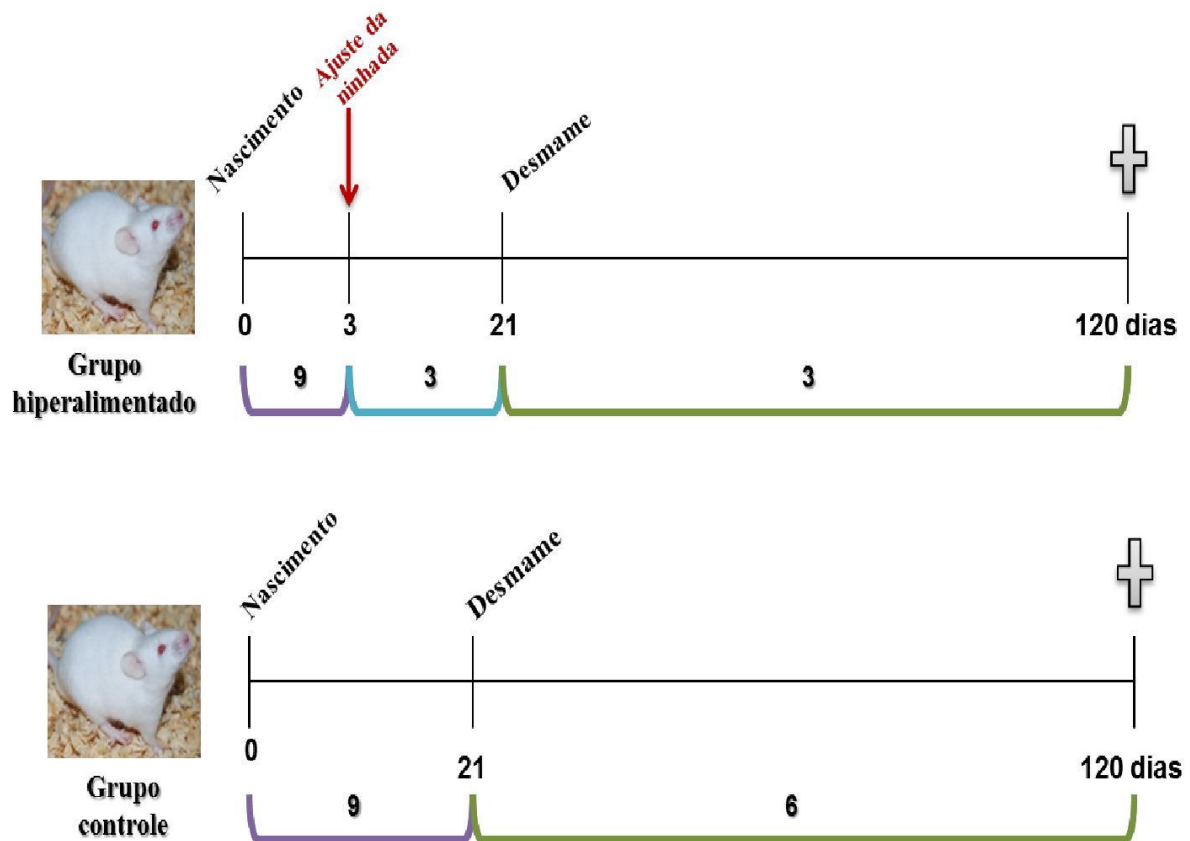 Nascimento
Ajuste da
ninhada
Desmame
0
3
21
120 dias
Grupo
hiperalimentado
9
3
3
Nascimento
Desmame
0
21
120 dias
Grupo
controle
9
6